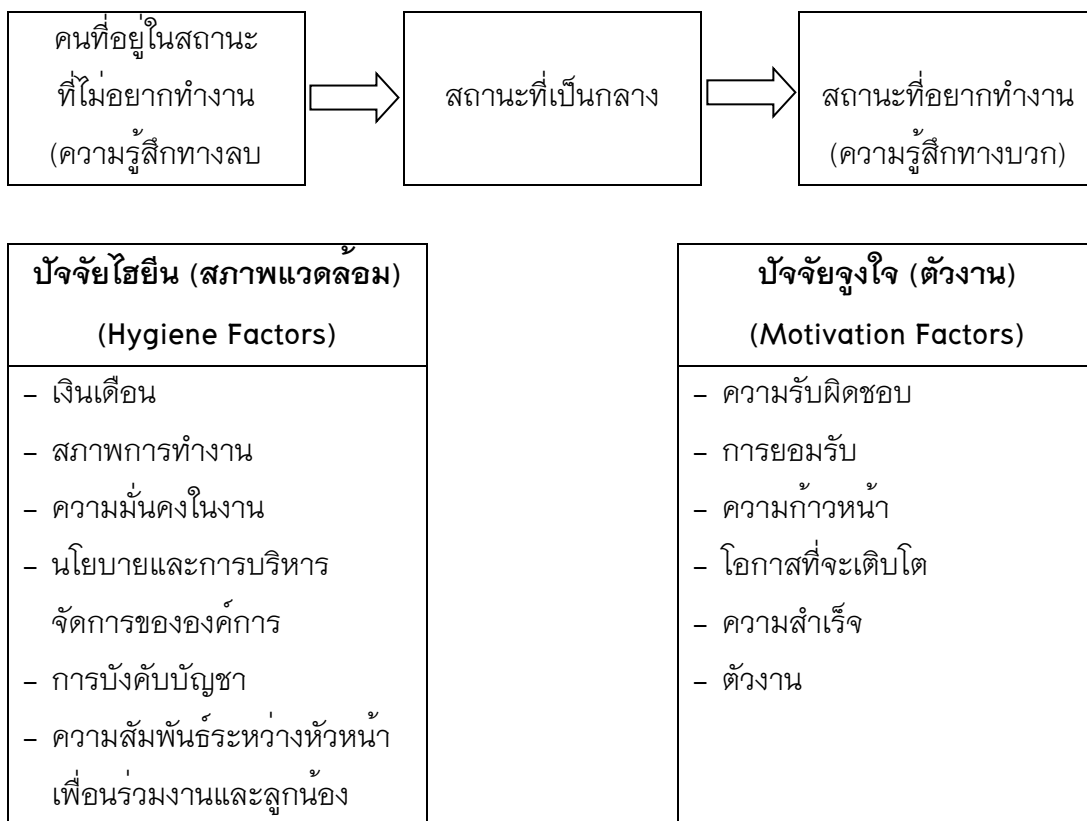 คนที่อยู่ในสถานะ
ที่ไม่อยากทำงาน
(ความรู้สึกทางลบ
สถานะที่เป็นกลาง
สถานะที่อยากทำงาน
(ความรู้สึกทางบวก)
ปัจจัยไฮยีน (สภาพแวดล้อม)
(Hygiene Factors)
– เงินเดือน
– สภาพการทำงาน
– ความมั่นคงในงาน
– นโยบายและการบริหาร
จัดการขององค์การ
– การบังคับบัญชา
– ความสัมพันธ์ระหว่างหัวหน้า
เพื่อนร่วมงานและลูกน้อง
ปัจจัยจูงใจ (ตัวงาน)
(Motivation Factors)
– ความรับผิดชอบ
– การยอมรับ
– ความก้าวหน้า
– โอกาสที่จะเติบโต
– ความสำเร็จ
– ตัวงาน